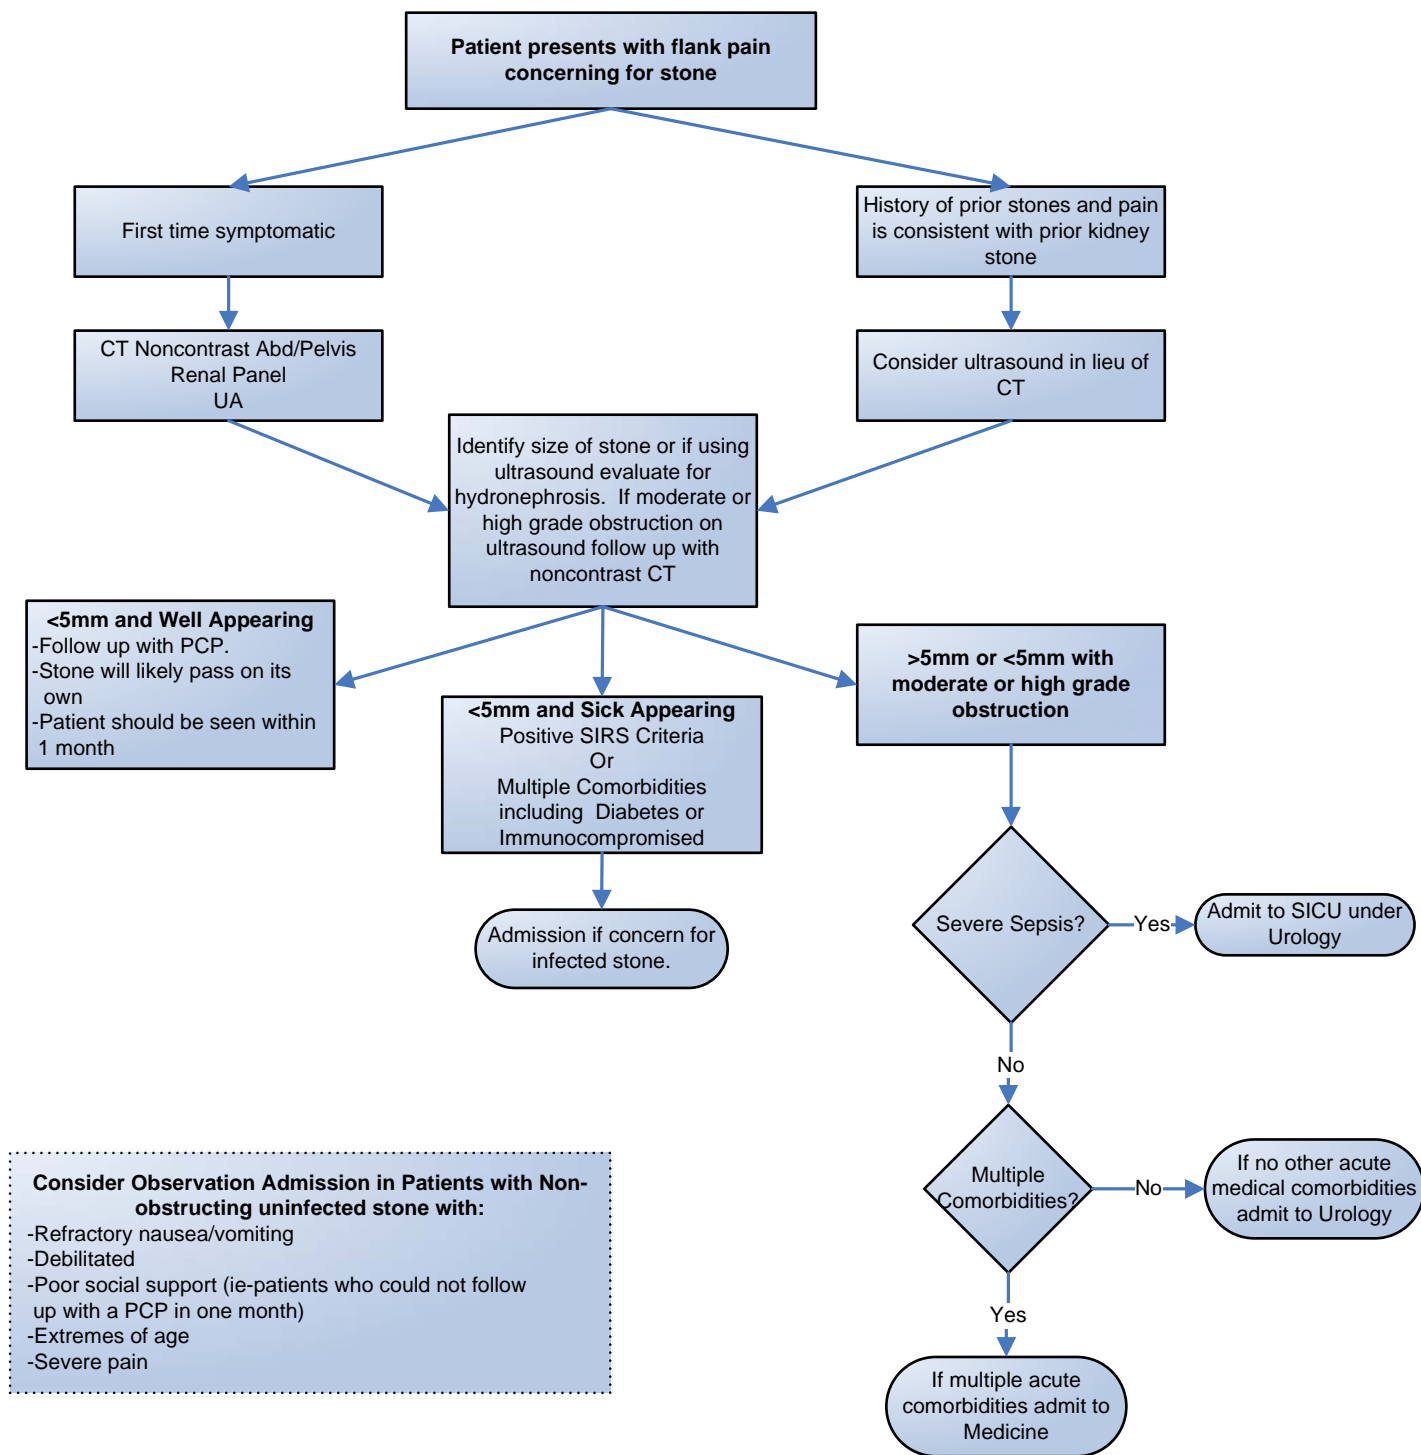 Patient presents with flank pain
concerning for stone
First time symptomatic
History of prior stones and pain
is consistent with prior kidney
stone
CT Noncontrast Abd/Pelvis
Renal Panel
UA
Consider ultrasound in lieu of
CT
Identify size of stone or if using
ultrasound evaluate for
hydronephrosis.  If moderate or
high grade obstruction on
ultrasound follow up with
noncontrast CT
<5mm and Well Appearing
-Follow up with PCP.
-Stone will likely pass on its
own
-Patient should be seen within
1 month
<5mm and Sick Appearing
Positive SIRS Criteria
Or
Multiple Comorbidities
including  Diabetes or
Immunocompromised
>5mm or <5mm with
moderate or high grade
obstruction
Admission if concern for
infected stone.
Severe Sepsis?
Yes
Admit to SICU under
Urology
No
Multiple
Comorbidities?
No
If no other acute
medical comorbidities
admit to Urology
Yes
If multiple acute
comorbidities admit to
Medicine
Consider Observation Admission in Patients with Non-
obstructing uninfected stone with:
-Refractory nausea/vomiting
-Debilitated
-Poor social support (ie-patients who could not follow
up with a PCP in one month)
-Extremes of age
-Severe pain